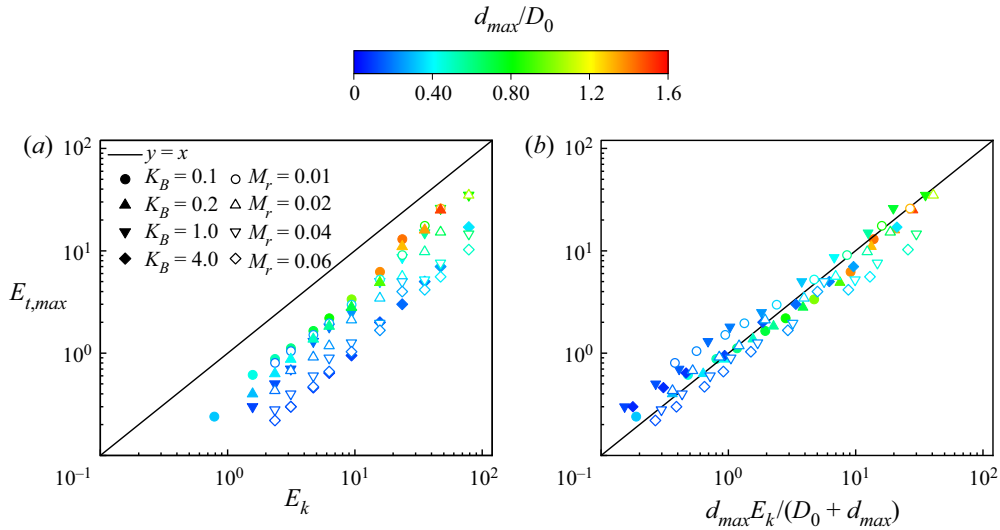 d_max/D_0
0 0.40 0.80 1.2 1.6
(a)
10^2
10^1
10^0
10^−1
E_t,max
y = x
K_B = 0.1 M_r = 0.01
K_B = 0.2 M_r = 0.02
K_B = 1.0 M_r = 0.04
K_B = 4.0 M_r = 0.06
10^0 10^1 10^2
E_k
(b)
10^2
10^1
10^0
10^−1
10^0 10^1 10^2
d_max E_k/(D_0 + d_max)